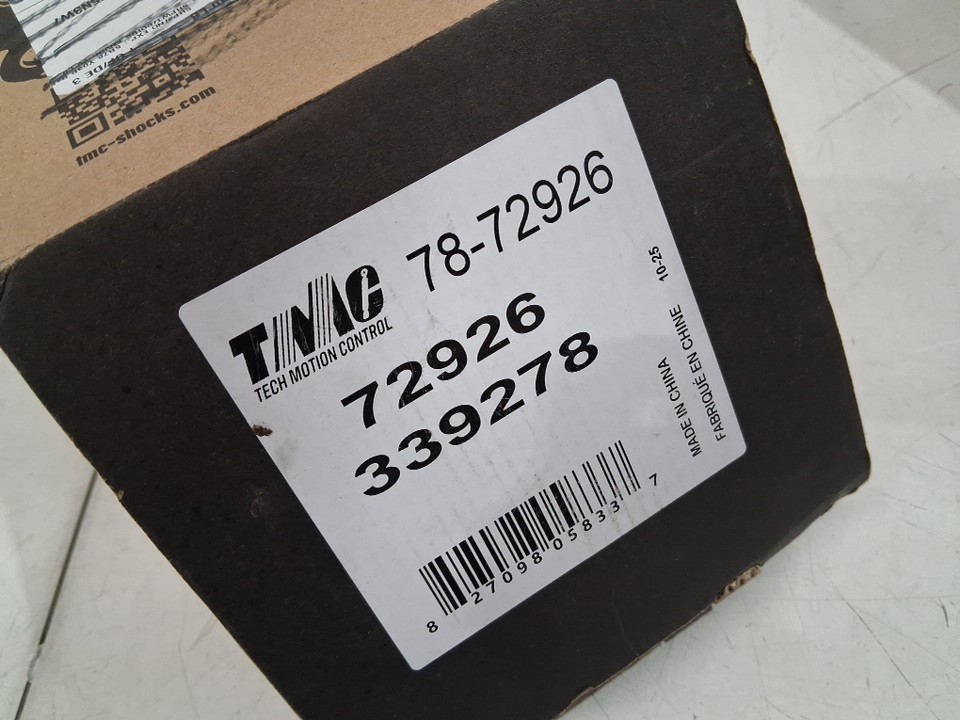 tmc-shocks.com
TMC
TECH MOTION CONTROL
78-72926
72926
339278
MADE IN CHINA
FABRIQUÉ EN CHINE 10-25
8 27098 05833 7